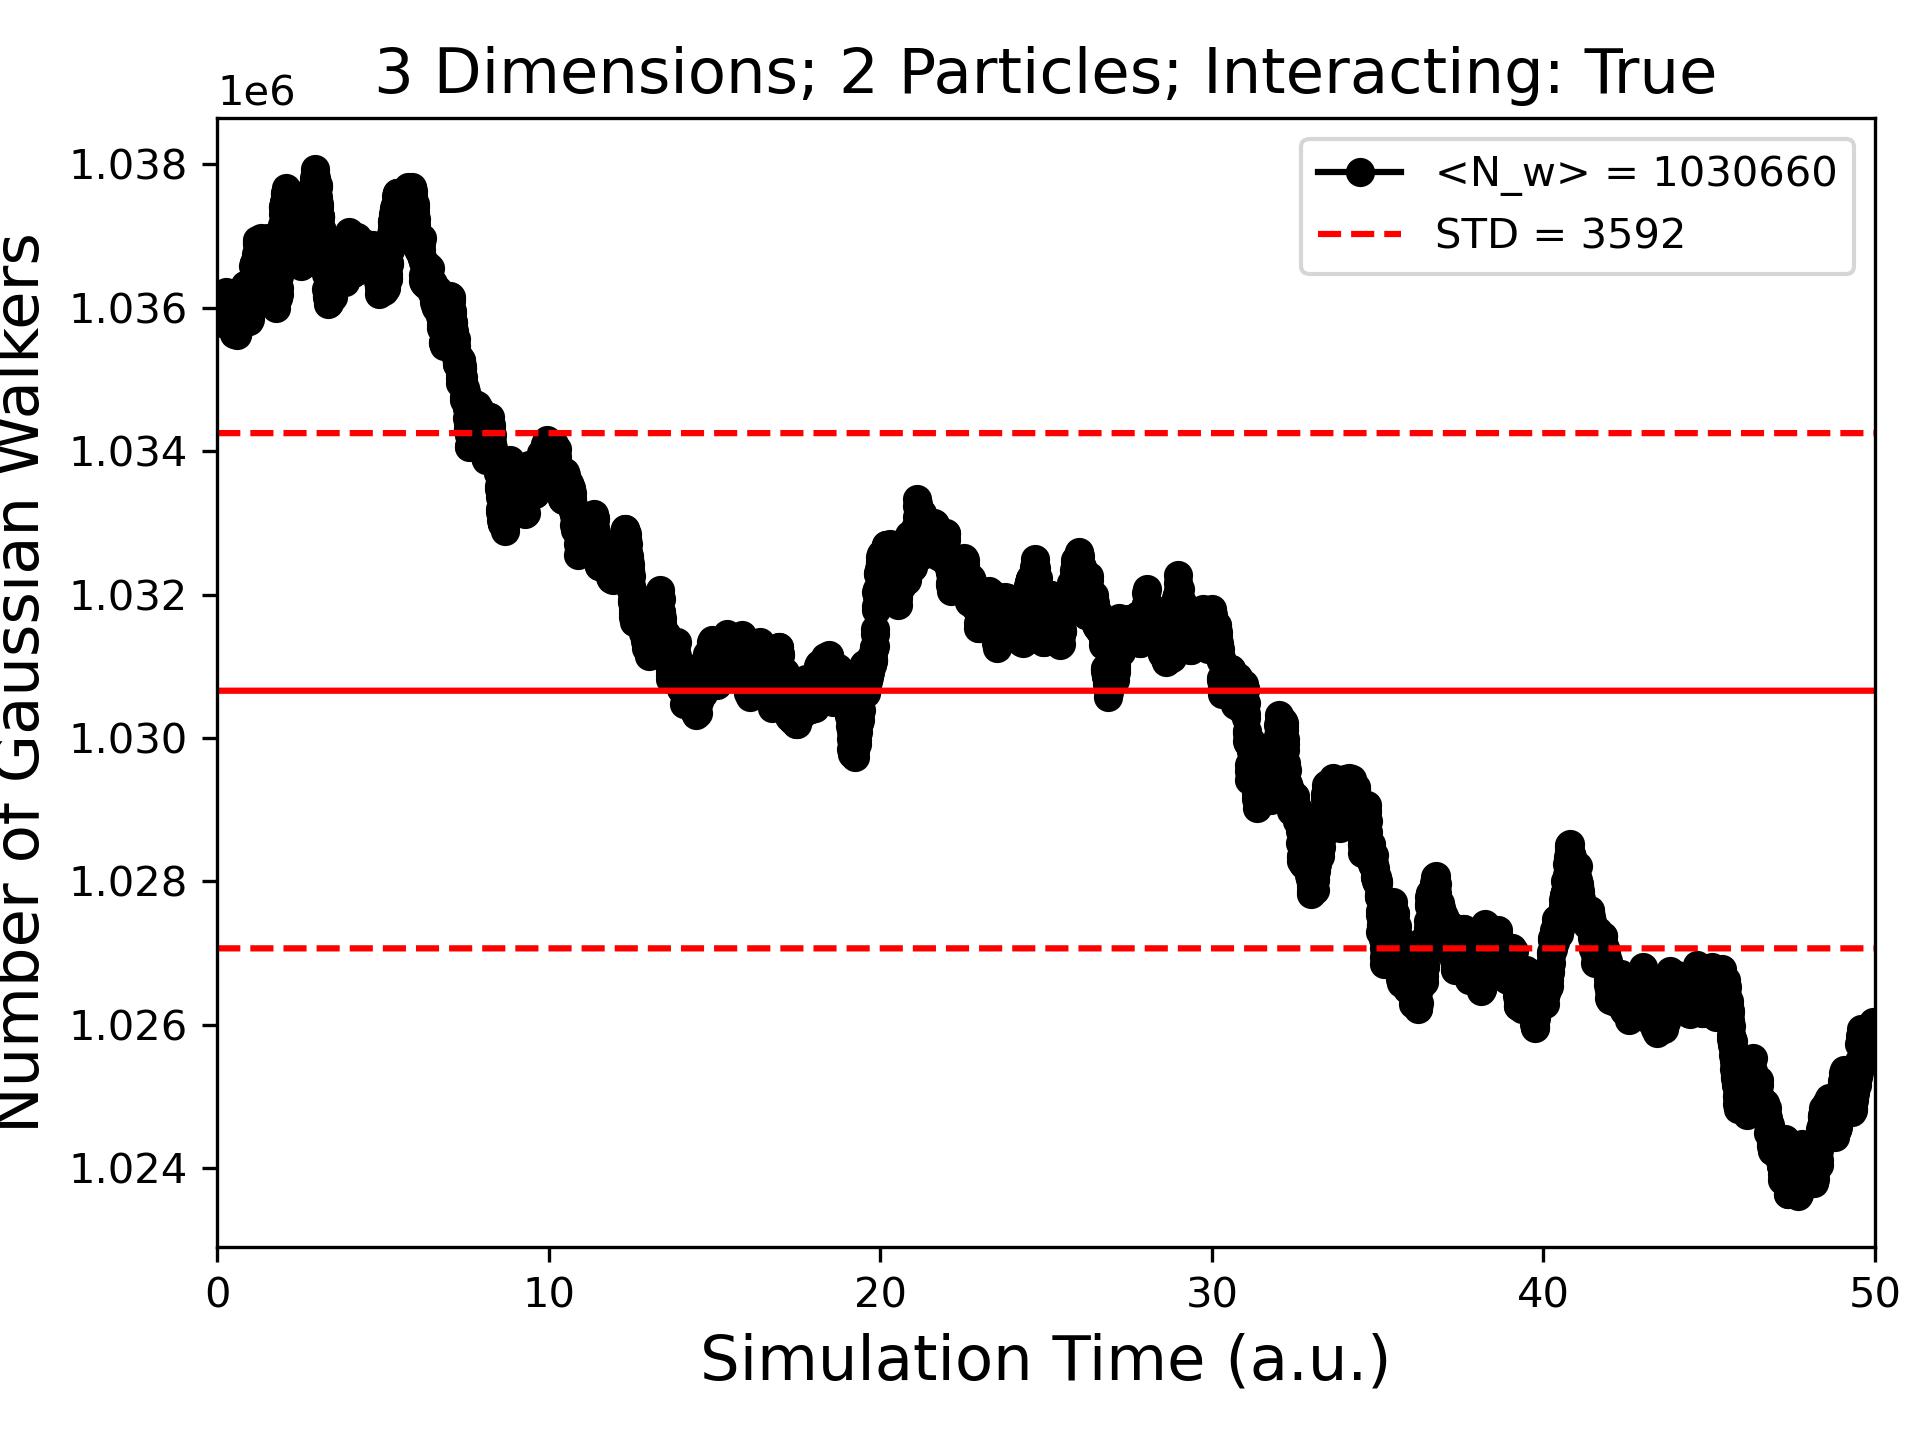 3 Dimensions; 2 Particles; Interacting: True
1e6
<N_w> = 1030660
STD = 3592
1.038
1.036
1.034
1.032
1.030
1.028
1.026
1.024
Number of Gaussian Walkers
0 10 20 30 40 50
Simulation Time (a.u.)